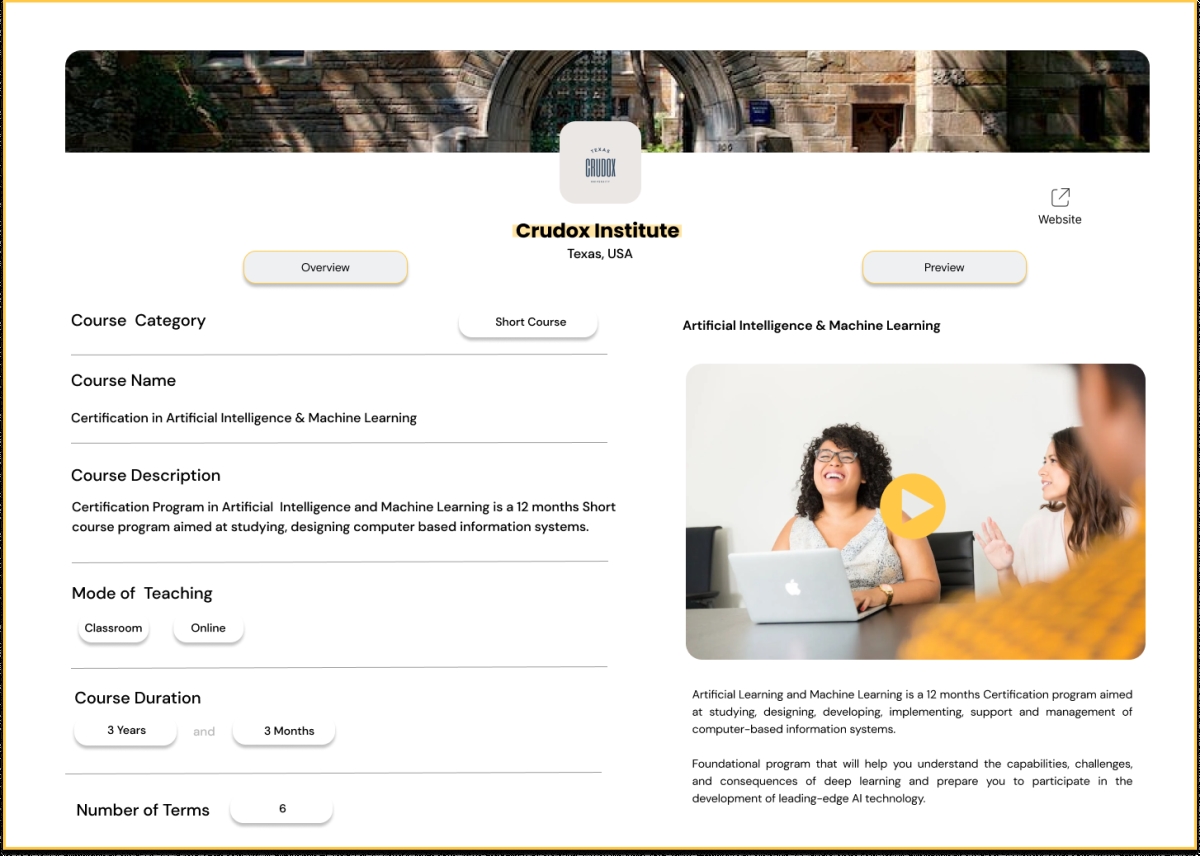 100
TEXAS
CRUDOX
UNIVERSITY
Website
Crudox Institute
Texas, USA
Overview
Preview
Course Category
Short Course
Course Name
Certification in Artificial Intelligence & Machine Learning
Course Description
Certification Program in Artificial Intelligence and Machine Learning is a 12 months Short
course program aimed at studying, designing computer based information systems.
Mode of Teaching
Classroom
Online
Course Duration
3 Years
and
3 Months
Number of Terms
6
Artificial Intelligence & Machine Learning
Artificial Learning and Machine Learning is a 12 months Certification program aimed
at studying, designing, developing, implementing, support and management of
computer-based information systems.
Foundational program that will help you understand the capabilities, challenges,
and consequences of deep learning and prepare you to participate in the
development of leading-edge AI technology.